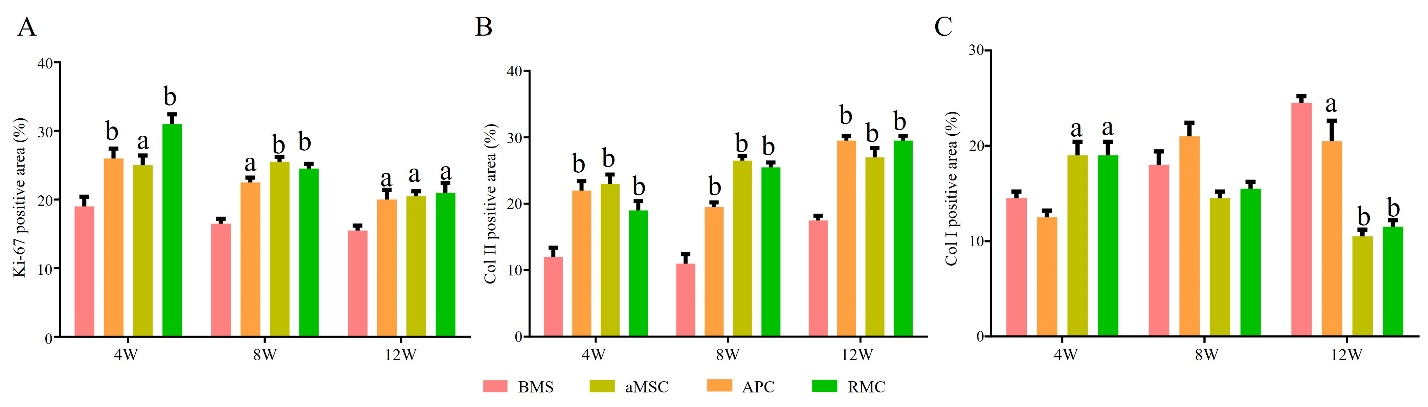 A
Ki-67 positive area (%)
40
30
20
10
0
b
a
b
a
b
b
a
a
a
4W
8W
12W
B
Col II positive area (%)
40
30
20
10
0
b
b
b
b
b
b
b
b
b
4W
8W
12W
C
Col I positive area (%)
30
20
10
0
a
a
a
b
b
4W
8W
12W
BMS
aMSC
APC
RMC